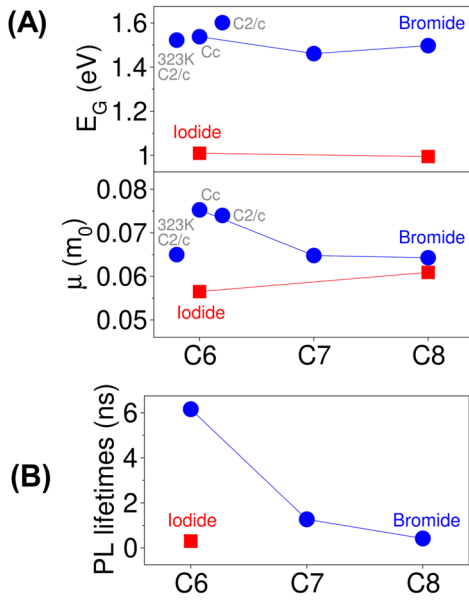 (A)
E_G (eV)
1.6
1.4
1.2
1
C2/c
Cc
323K
C2/c
Bromide
Iodide
μ (m_0)
0.08
0.07
0.06
0.05
Cc
C2/c
323K
C2/c
Bromide
Iodide
C6 C7 C8
(B)
PL lifetimes (ns)
6
4
2
0
Iodide
Bromide
C6 C7 C8